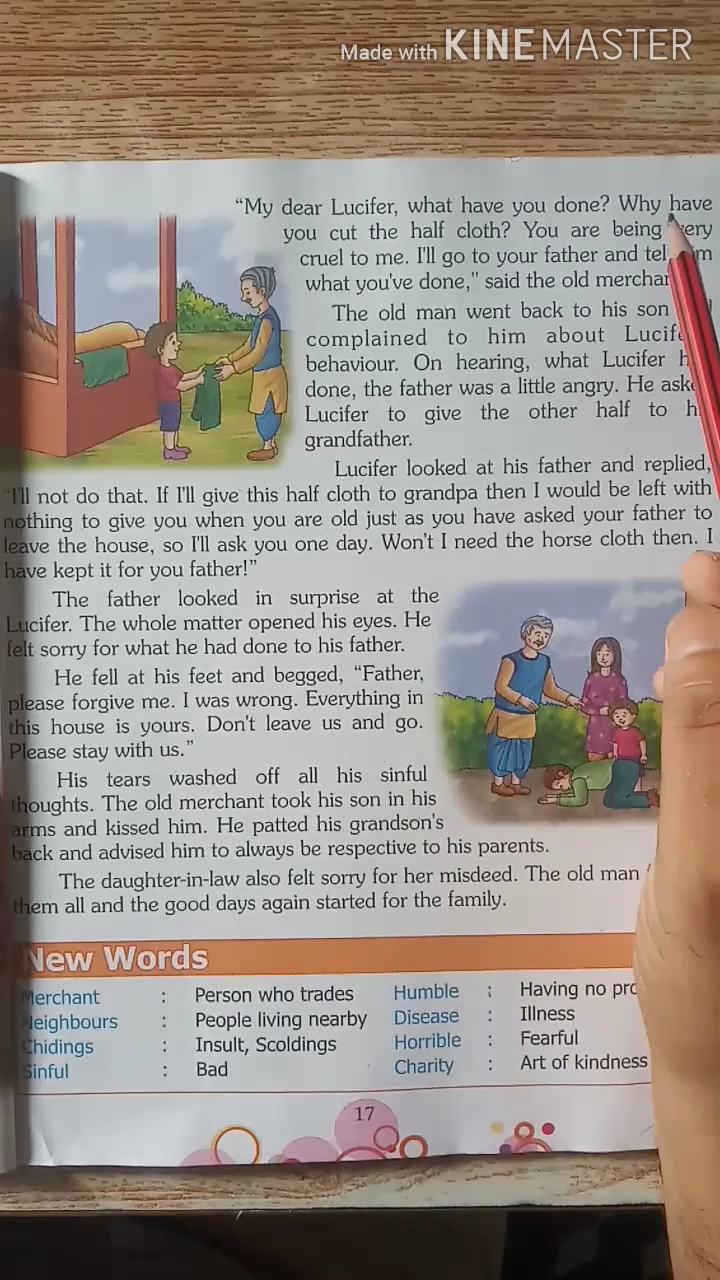 Made with KINEMASTER
“My dear Lucifer, what have you done? Why have
you cut the half cloth? You are being very
cruel to me. I'll go to your father and tel
what you've done," said the old merchan
The old man went back to his son
complained to him about Lucife
behaviour. On hearing, what Lucifer h
done, the father was a little angry. He aske
Lucifer to give the other half to h
grandfather.
Lucifer looked at his father and replied,
“I'll not do that. If I'll give this half cloth to grandpa then I would be left with
nothing to give you when you are old just as you have asked your father to
leave the house, so I'll ask you one day. Won't I need the horse cloth then. I
have kept it for you father!”
The father looked in surprise at the
Lucifer. The whole matter opened his eyes. He
felt sorry for what he had done to his father.
He fell at his feet and begged, “Father,
please forgive me. I was wrong. Everything in
this house is yours. Don't leave us and go.
Please stay with us.”
His tears washed off all his sinful
thoughts. The old merchant took his son in his
arms and kissed him. He patted his grandson's
back and advised him to always be respective to his parents.
The daughter-in-law also felt sorry for her misdeed. The old man
them all and the good days again started for the family.
New Words
Merchant : Person who trades Humble : Having no pro
Neighbours : People living nearby Disease : Illness
Chidings : Insult, Scoldings Horrible : Fearful
Sinful : Bad Charity : Art of kindness
17